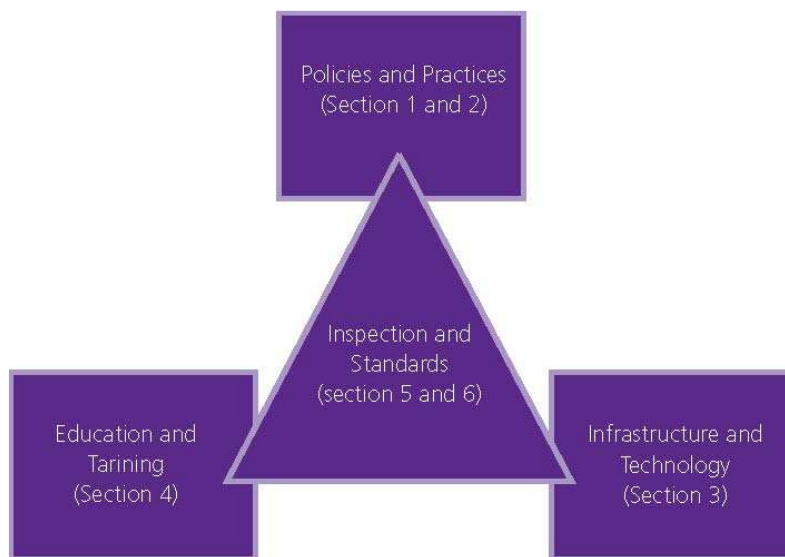 Policies and Practices
(Section 1 and 2)
Inspection and
Standards
(section 5 and 6)
Education and
Tarining
(Section 4)
Infrastructure and
Technology
(Section 3)